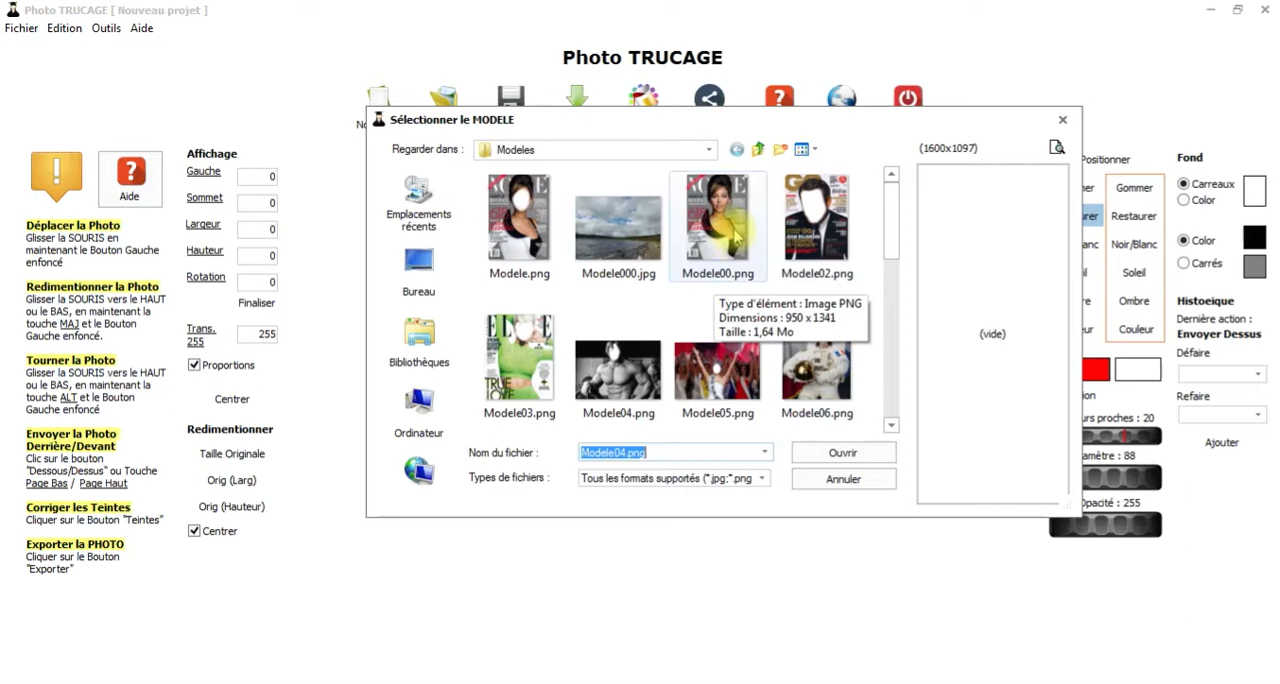 Photo TRUCAGE [ Nouveau projet ]
Fichier Edition Outils Aide
Photo TRUCAGE
Sélectionner le MODELE
Regarder dans : Modeles
(1600x1097)
Emplacements
récents
Bureau
Bibliothèques
Ordinateur
Modele.png
Modele000.jpg
Modele00.png
Modele02.png
Type d'élément : Image PNG
Dimensions : 950 x 1341
Taille : 1,64 Mo
Modele03.png
Modele04.png
Modele05.png
Modele06.png
ELLE
TRUE
LOVE
GQ
(vide)
Nom du fichier : Modele04.png
Ouvrir
Types de fichiers : Tous les formats supportés (*.jpg;*.png
Annuler
Aide
Déplacer la Photo
Glisser la SOURIS en
maintenant le Bouton Gauche
enfoncé
Redimentionner la Photo
Glisser la SOURIS vers le HAUT
ou le BAS, en maintenant la
touche MAJ et le Bouton
Gauche enfoncé.
Tourner la Photo
Glisser la SOURIS vers le HAUT
ou le BAS, en maintenant la
touche ALT et le Bouton
Gauche enfoncé
Envoyer la Photo
Derrière/Devant
Clic sur le bouton
"Dessous/Dessus" ou Touche
Page Bas / Page Haut
Corriger les Teintes
Cliquer sur le Bouton "Teintes"
Exporter la PHOTO
Cliquer sur le Bouton
"Exporter"
Affichage
Gauche 0
Sommet 0
Largeur 0
Hauteur 0
Rotation 0
Finaliser
Trans.
255
255
Proportions
Centrer
Redimentionner
Taille Originale
Orig (Larg)
Orig (Hauteur)
Centrer
Positionner
Gommer
Restaurer
Noir/Blanc
Soleil
Ombre
Couleur
urs proches : 20
amètre : 88
Opacité : 255
Fond
Carreaux
Color
Color
Carrés
Histoeique
Dernière action :
Envoyer Dessus
Défaire
Refaire
Ajouter